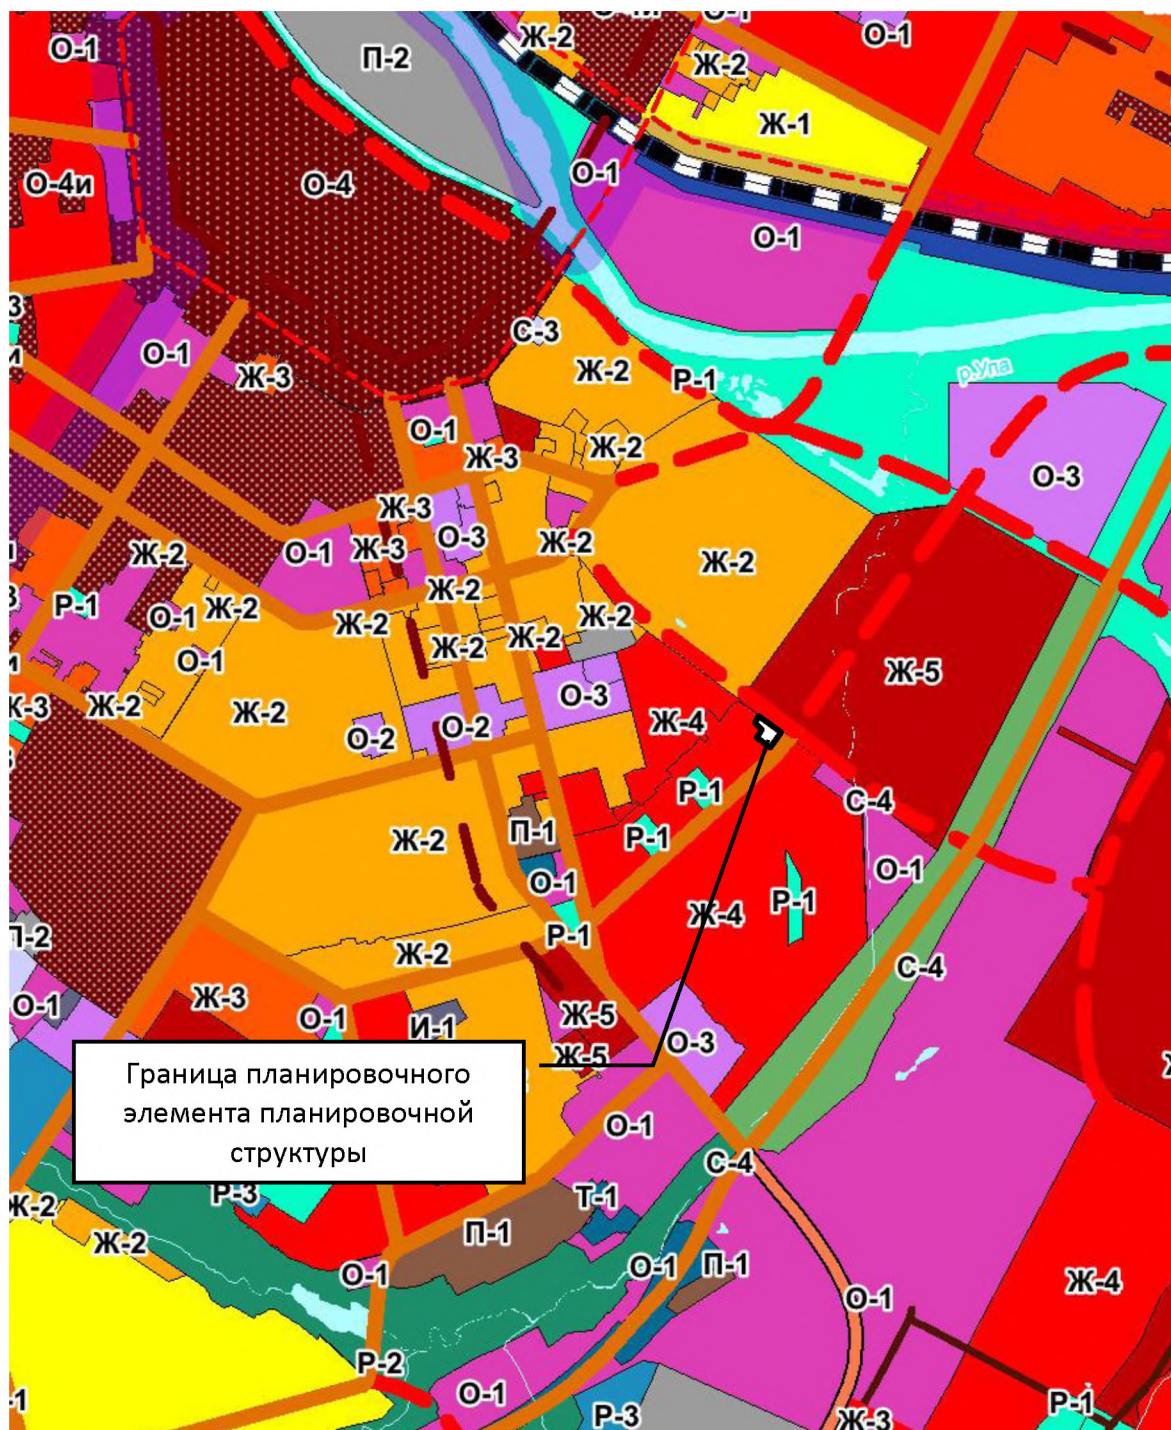 О-4и
О-1
О-1
О-1
Ж-2
П-2
Ж-2
Ж-1
О-1
О-4и
О-4
О-1
С-3
О-1
Ж-3
Ж-2
Р-1
р.Упа
О-1
Ж-2
Ж-3
О-3
Ж-3
О-3
Ж-2
О-1
Ж-3
Ж-2
Ж-2
Ж-2
Р-1
О-1
Ж-2
Ж-2
Ж-2
Ж-2
Ж-2
О-1
Ж-5
О-3
Ж-2
Ж-2
Ж-4
О-2
О-2
Р-1
С-4
П-1
Р-1
Ж-2
О-1
О-1
Р-1
Ж-4
Р-1
Ж-2
С-4
Ж-3
О-1
О-1
Ж-5
И-1
О-3
Ж-5
Граница планировочного
элемента планировочной
структуры
О-1
С-4
Р-3
Т-1
Ж-2
Ж-2
П-1
О-1
О-1
П-1
Ж-4
О-1
Р-2
О-1
Р-3
Ж-3
Р-1